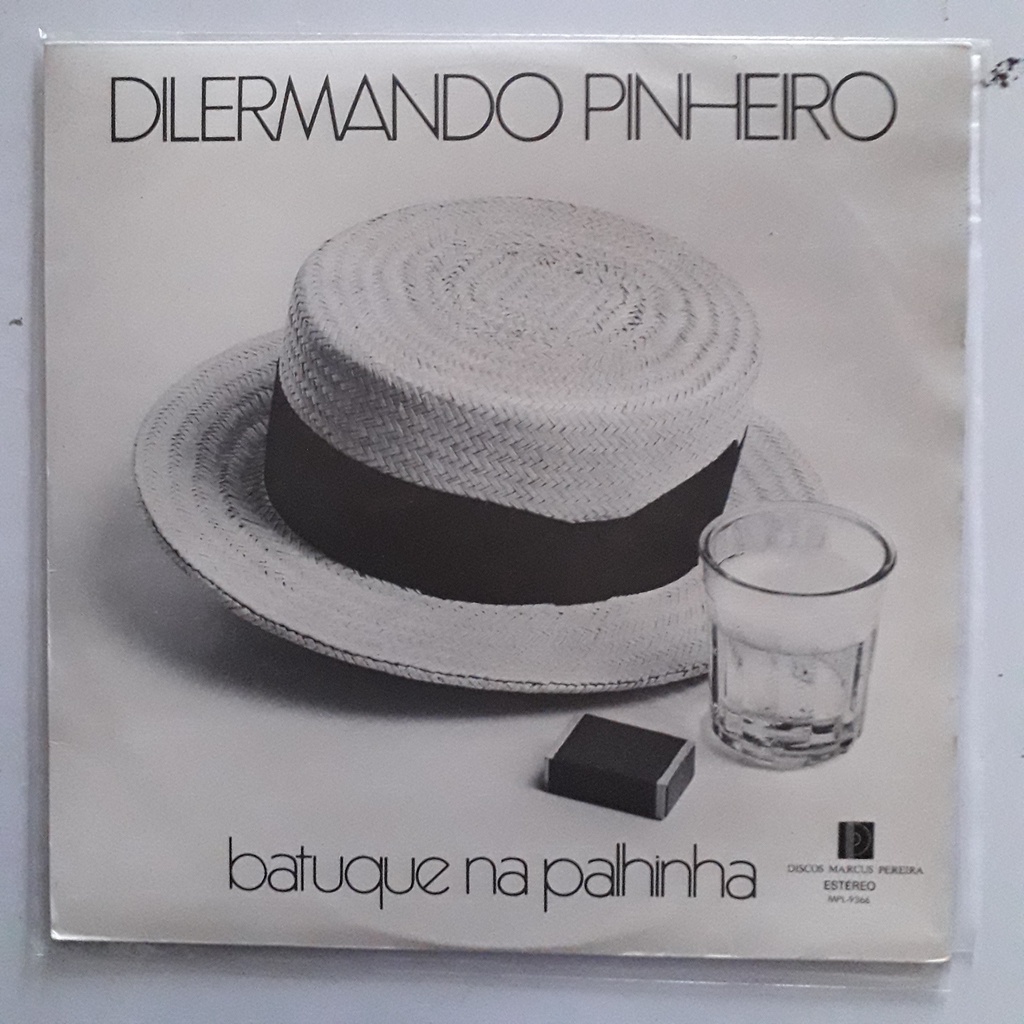 DILERMANDO PINHEIRO
batuque na palhinha
DISCOS MARCUS PEREIRA
ESTÉREO
MPL-9366